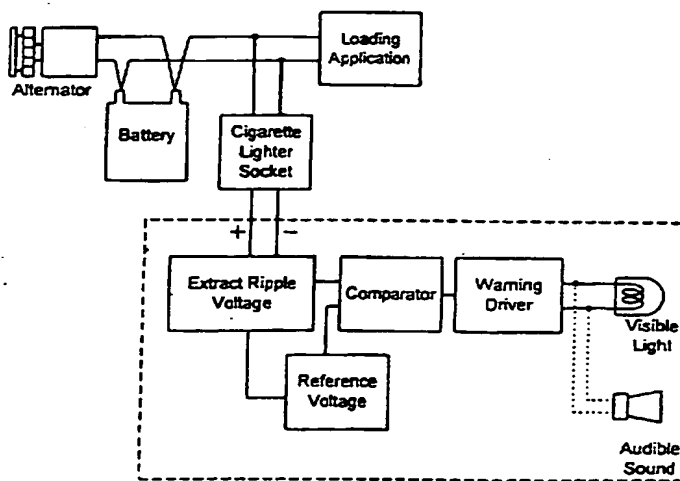 Loading
Application
Alternator
Battery
Cigarette
Lighter
Socket
+ −
Extract Ripple
Voltage
Comparator
Warning
Driver
Visible
Light
Reference
Voltage
Audible
Sound